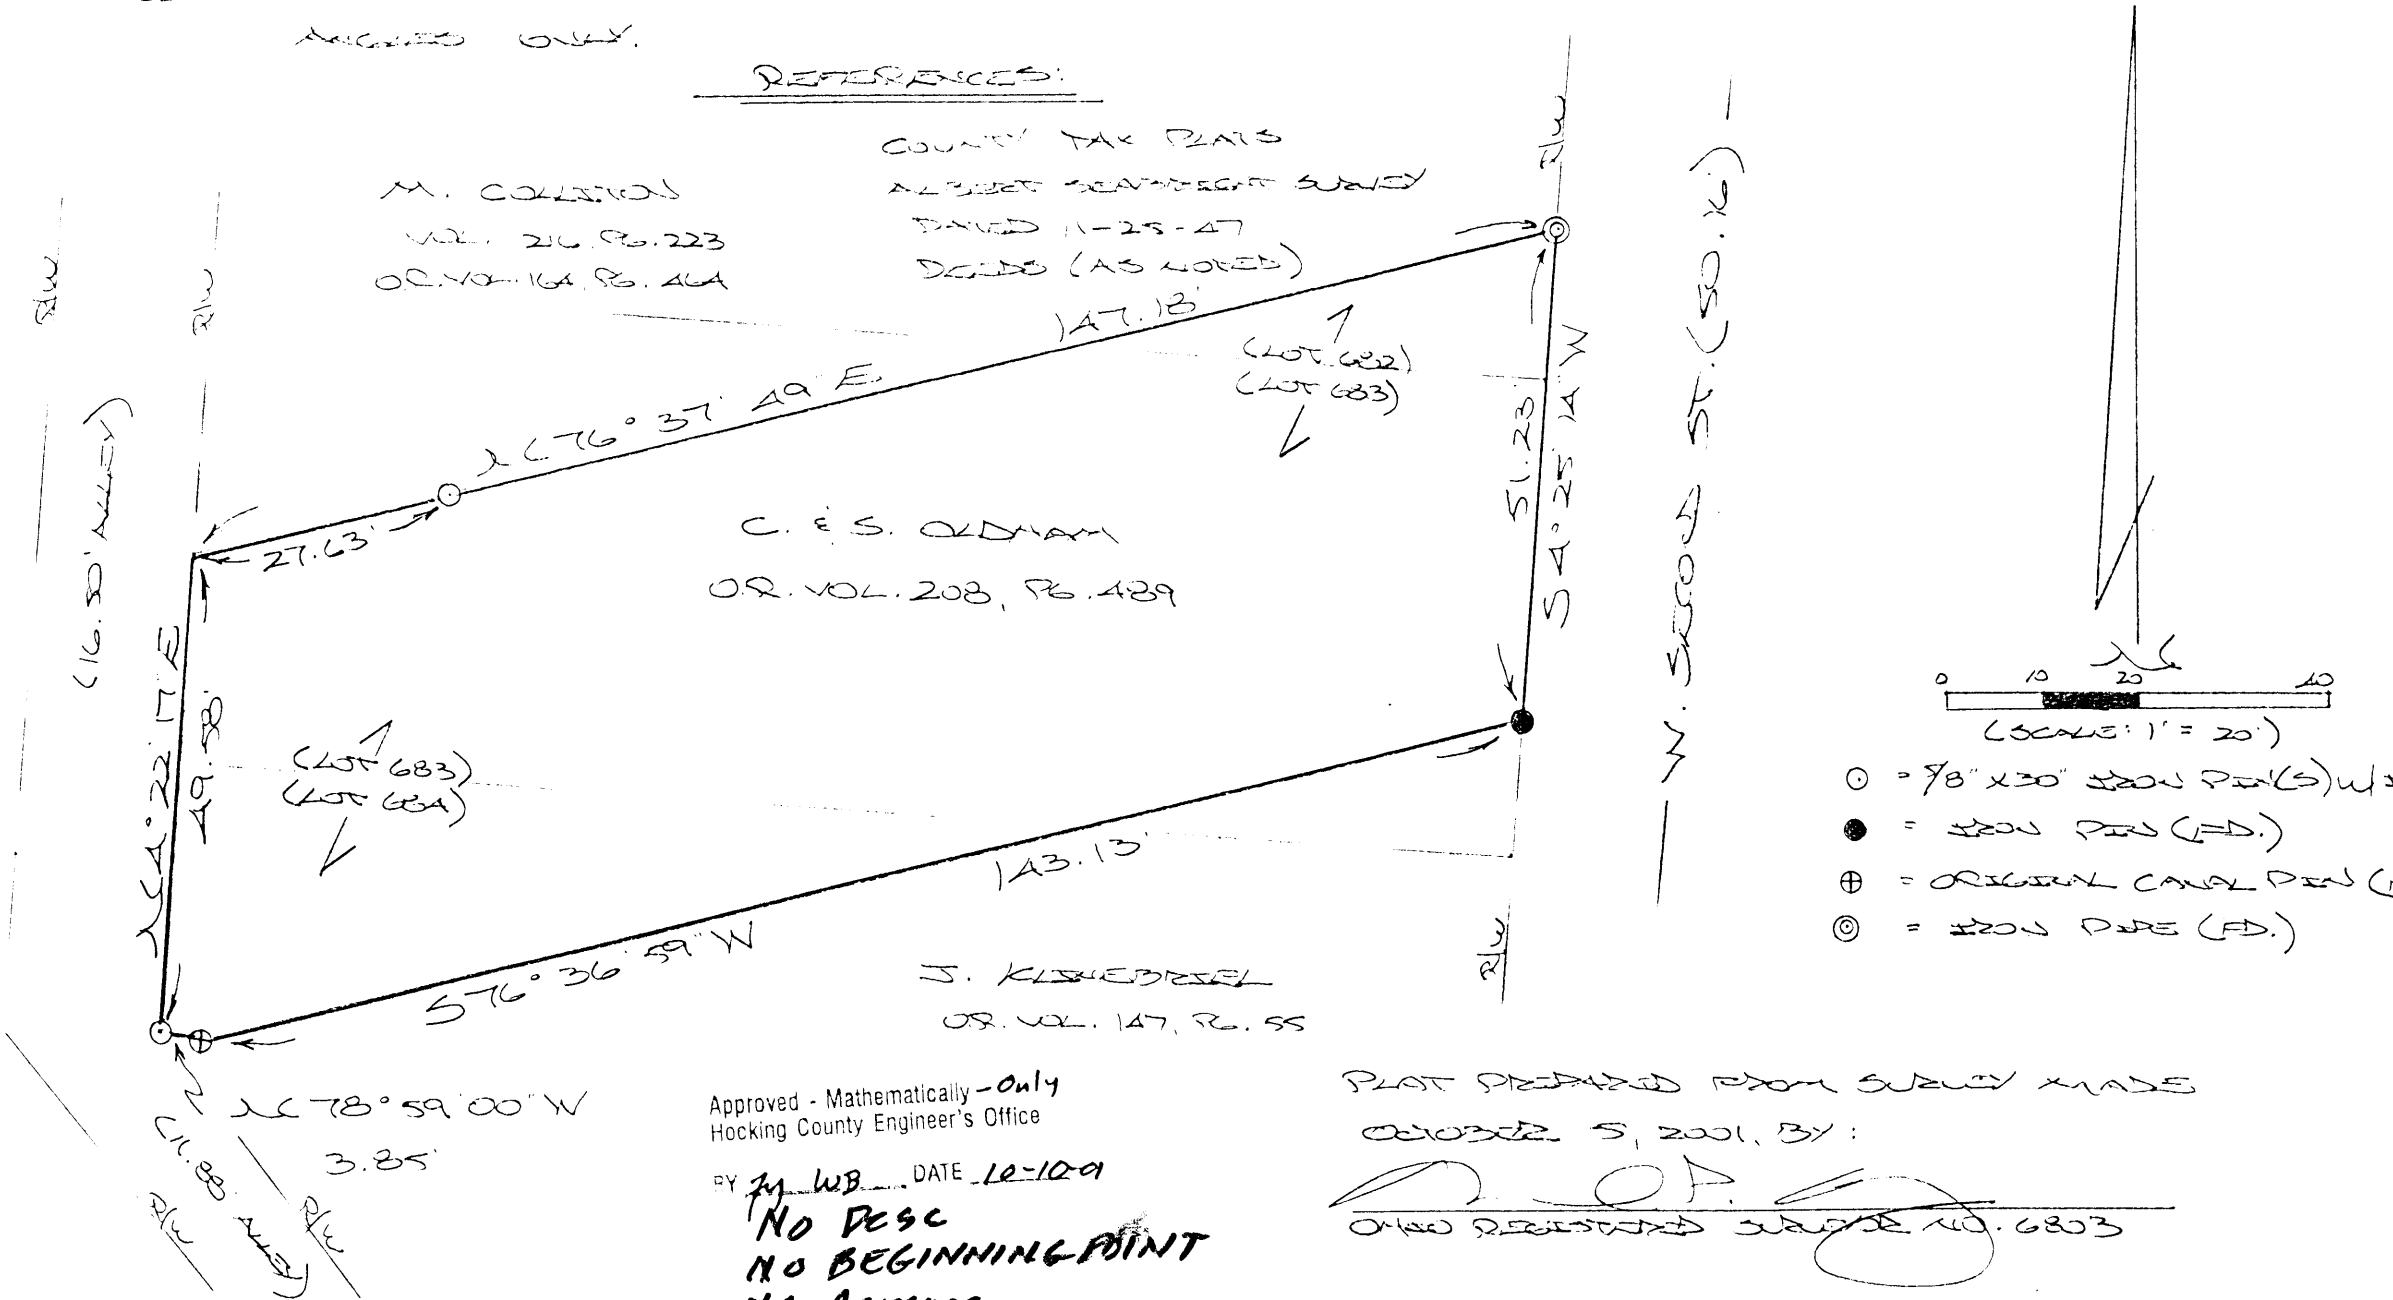 ANGLES ONLY.
REFERENCES:
COUNTY TAX PLATS
ALBERT SEABRIGHT SURVEY
DATED 11-25-47
DEEDS (AS NOTED)
M. COLLISON
VOL. 216, PG. 223
O.R. VOL. 164, PG. 464
R/W
R/W
R/W
(16.50' ALLEY)
W. SECOND ST. (50.
147.18'
N 76° 37' 49" E
27.63'
(LOT 682)
(LOT 683)
51.23'
S 4° 25' 14" W
C. & S. OLDHAM
O.R. VOL. 208, PG. 489
N 4° 22' 17" E
49.58'
(LOT 683)
(LOT 684)
143.13'
S 76° 36' 59" W
R/W
J. KLINEBRIEL
O.R. VOL. 147, PG. 55
N 78° 59' 00" W
3.85'
(11.88' ALLEY)
R/W
R/W
N
0 10 20 40
(SCALE: 1" = 20')
= 5/8" X 30" IRON PIN(S) W/
= IRON PIN (FD.)
= ORIGINAL CANAL PIN (
= IRON PIPE (FD.)
Approved - Mathematically - Only
Hocking County Engineer's Office
BY WB DATE 10-10-01
NO DESC
NO BEGINNING POINT
PLAT PREPARED FROM SURVEY MADE
OCTOBER 5, 2001, BY:
OHIO REGISTERED SURVEYOR NO. 6803